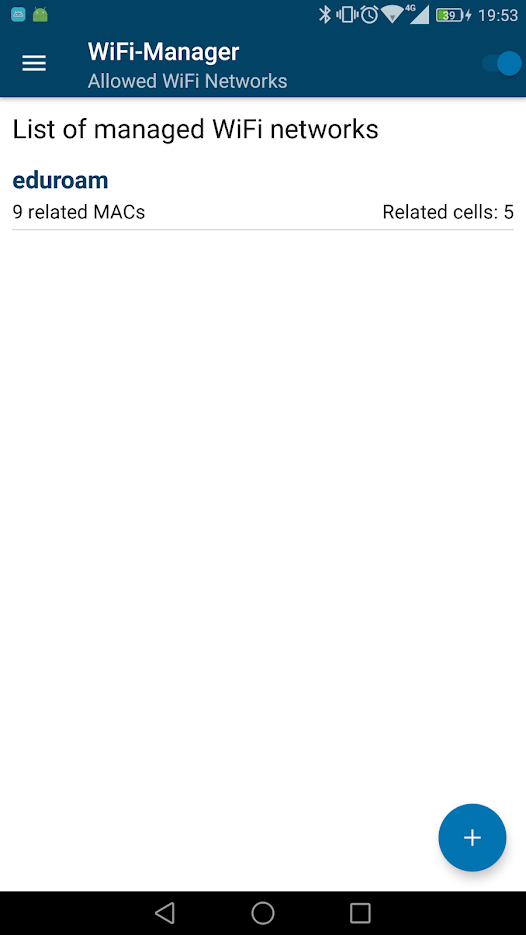 4G 39 19:53
WiFi-Manager
Allowed WiFi Networks
List of managed WiFi networks
eduroam
9 related MACs Related cells: 5